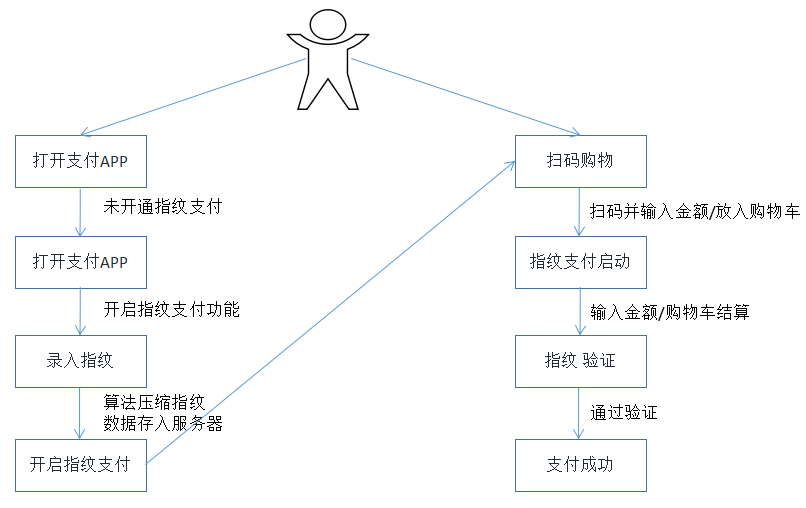 打开支付APP
未开通指纹支付
打开支付APP
开启指纹支付功能
录入指纹
算法压缩指纹
数据存入服务器
开启指纹支付
扫码购物
扫码并输入金额/放入购物车
指纹支付启动
输入金额/购物车结算
指纹 验证
通过验证
支付成功